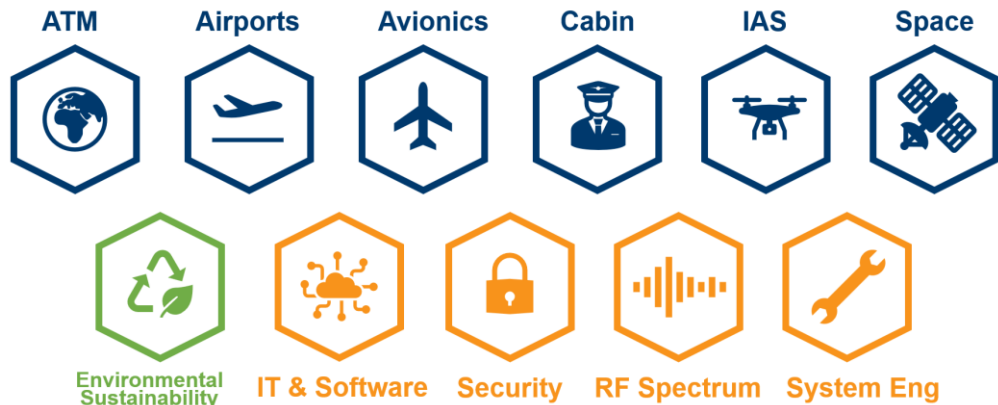 ATM
Airports
Avionics
Cabin
IAS
Space
Environmental
Sustainability
IT & Software
Security
RF Spectrum
System Eng